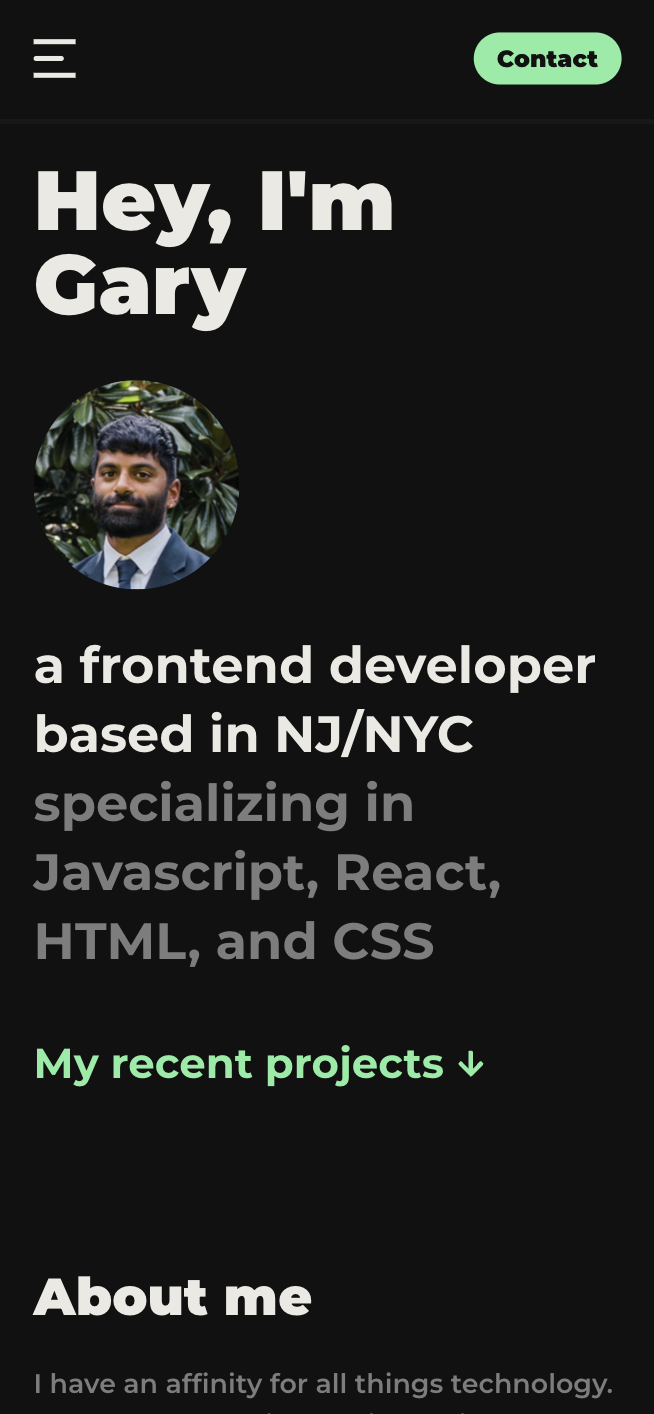 Contact
Hey, I'm
Gary
a frontend developer
based in NJ/NYC
specializing in
Javascript, React,
HTML, and CSS
My recent projects ↓
About me
I have an affinity for all things technology.